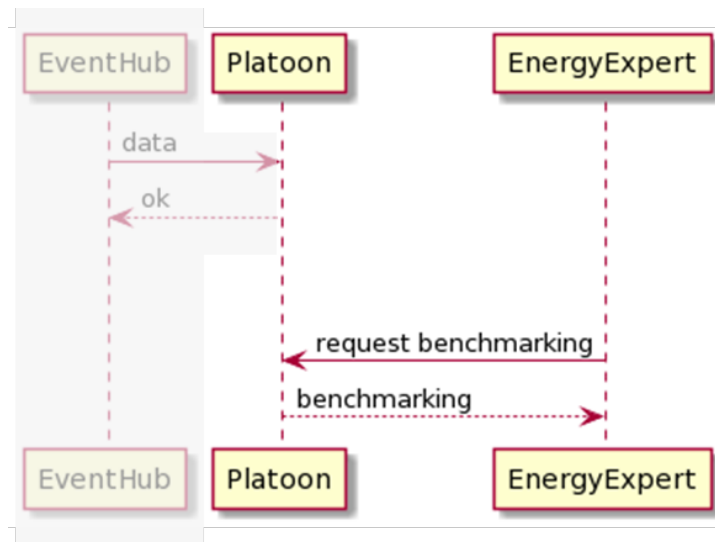 EventHub Platoon EnergyExpert
data
ok
request benchmarking
benchmarking
EventHub Platoon EnergyExpert